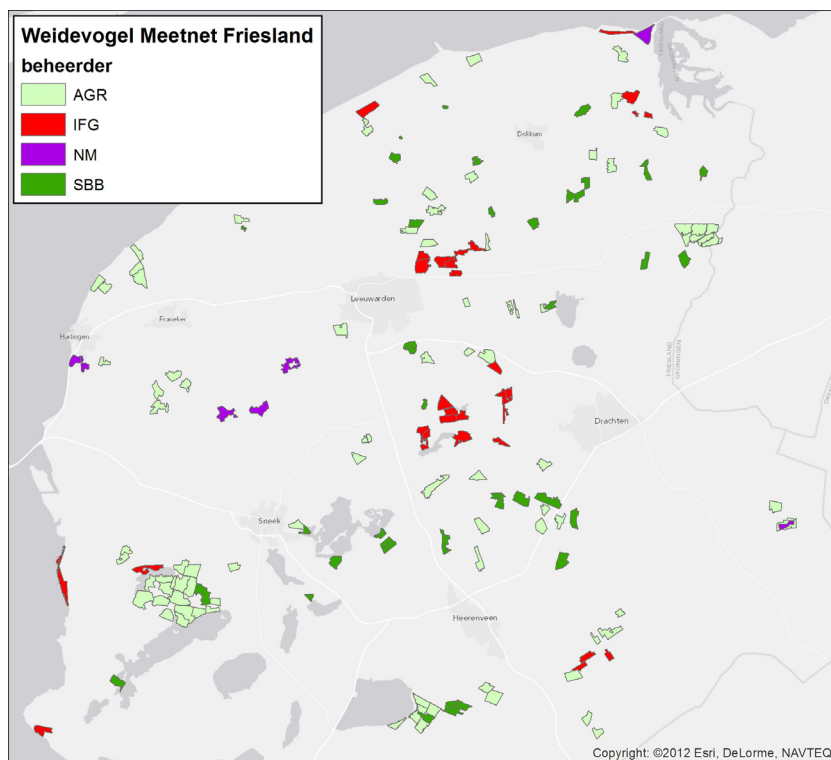 Weidevogel Meetnet Friesland
beheerder
AGR
IFG
NM
SBB
FRIESLAND
Dokkum
Leeuwarden
Franeker
Harlingen
FRIESLAND
GRONINGEN
Drachten
Sneek
Heerenveen
Copyright: ©2012 Esri, DeLorme, NAVTEQ